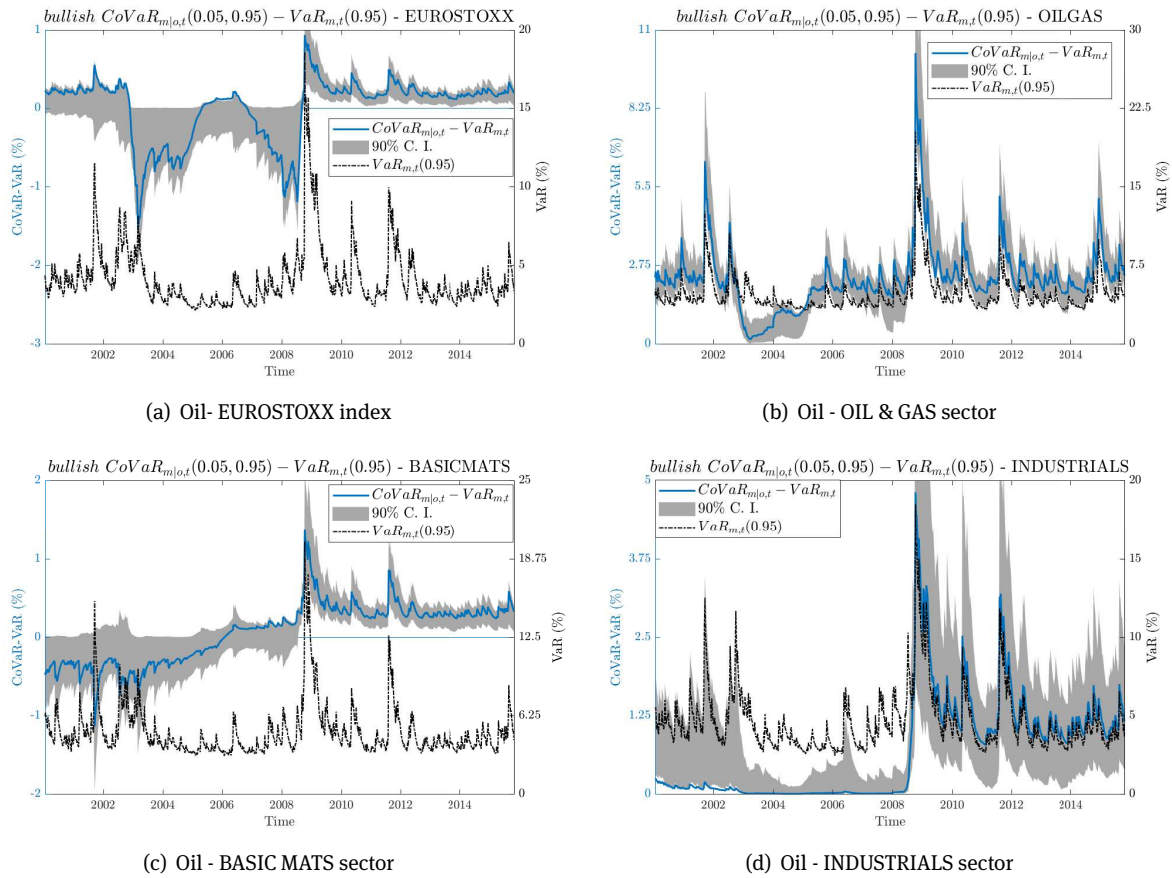 bullish CoVaR_{m|o,t}(0.05, 0.95) − VaR_{m,t}(0.95) - EUROSTOXX
1
0
-1
-2
-3
CoVaR-VaR (%)
20
15
10
5
0
VaR (%)
CoVaR_{m|o,t} − VaR_{m,t}
90% C. I.
VaR_{m,t}(0.95)
2002 2004 2006 2008 2010 2012 2014
Time
(a) Oil- EUROSTOXX index
bullish CoVaR_{m|o,t}(0.05, 0.95) − VaR_{m,t}(0.95) - OILGAS
11
8.25
5.5
2.75
0
CoVaR-VaR (%)
30
22.5
15
7.5
0
VaR (%)
CoVaR_{m|o,t} − VaR_{m,t}
90% C. I.
VaR_{m,t}(0.95)
2002 2004 2006 2008 2010 2012 2014
Time
(b) Oil - OIL & GAS sector
bullish CoVaR_{m|o,t}(0.05, 0.95) − VaR_{m,t}(0.95) - BASICMATS
2
1
0
-1
-2
CoVaR-VaR (%)
25
18.75
12.5
6.25
0
VaR (%)
CoVaR_{m|o,t} − VaR_{m,t}
90% C. I.
VaR_{m,t}(0.95)
2002 2004 2006 2008 2010 2012 2014
Time
(c) Oil - BASIC MATS sector
bullish CoVaR_{m|o,t}(0.05, 0.95) − VaR_{m,t}(0.95) - INDUSTRIALS
5
3.75
2.5
1.25
0
CoVaR-VaR (%)
20
15
10
5
0
VaR (%)
CoVaR_{m|o,t} − VaR_{m,t}
90% C. I.
VaR_{m,t}(0.95)
2002 2004 2006 2008 2010 2012 2014
Time
(d) Oil - INDUSTRIALS sector